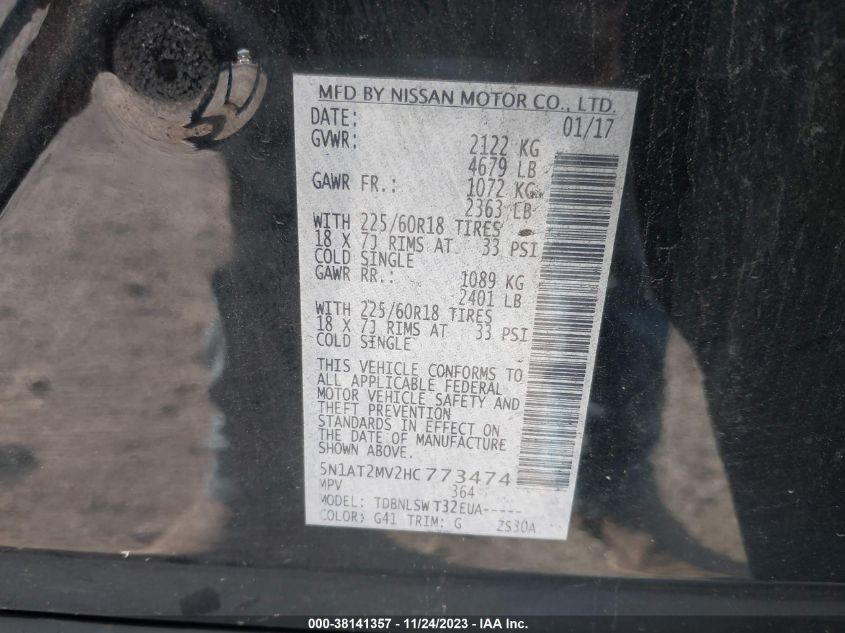 MFD BY NISSAN MOTOR CO., LTD.
DATE: 01/17
GVWR: 2122 KG
4679 LB
GAWR FR.: 1072 KG
2363 LB
WITH 225/60R18 TIRES
18 X 7J RIMS AT 33 PSI
COLD SINGLE
GAWR RR.: 1089 KG
2401 LB
WITH 225/60R18 TIRES
18 X 7J RIMS AT 33 PSI
COLD SINGLE
THIS VEHICLE CONFORMS TO
ALL APPLICABLE FEDERAL
MOTOR VEHICLE SAFETY AND
THEFT PREVENTION
STANDARDS IN EFFECT ON
THE DATE OF MANUFACTURE
SHOWN ABOVE.
5N1AT2MV2HC773474
MPV 364
MODEL: TDBNLSWT32EUA-----
COLOR: G41 TRIM: G ZS30A
000-38141357 - 11/24/2023 - IAA Inc.